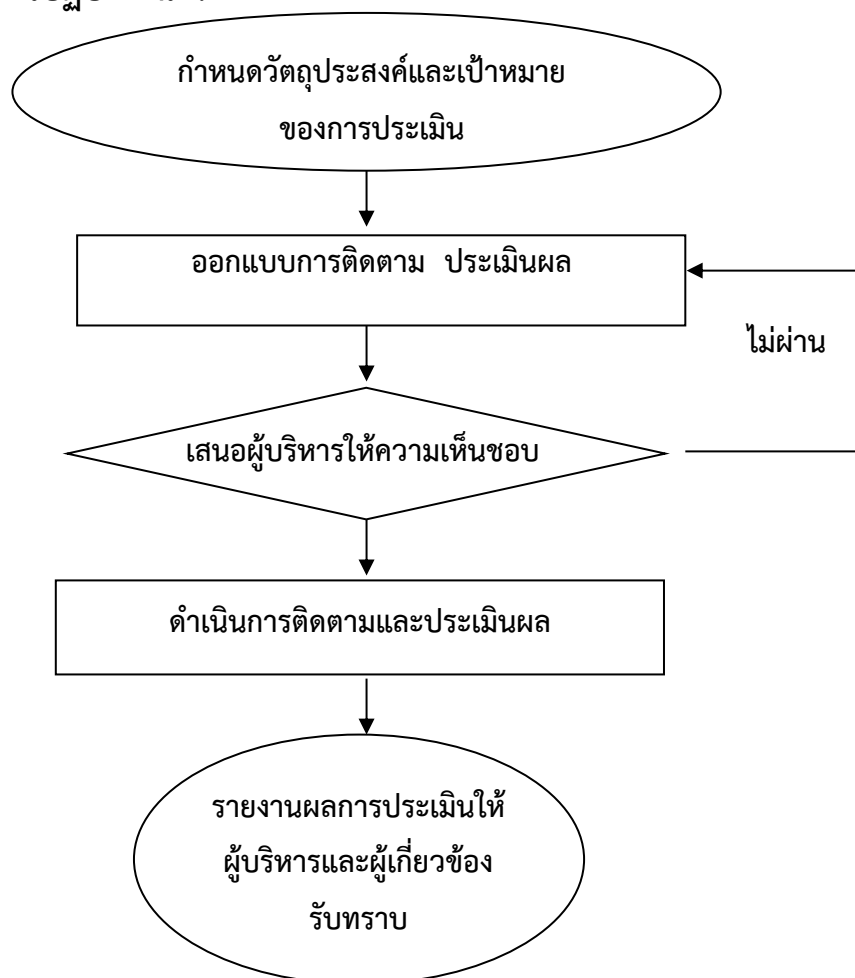 กำหนดวัตถุประสงค์และเป้าหมาย
ของการประเมิน
ออกแบบการติดตาม ประเมินผล
ไม่ผ่าน
เสนอผู้บริหารให้ความเห็นชอบ
ดำเนินการติดตามและประเมินผล
รายงานผลการประเมินให้
ผู้บริหารและผู้เกี่ยวข้อง
รับทราบ